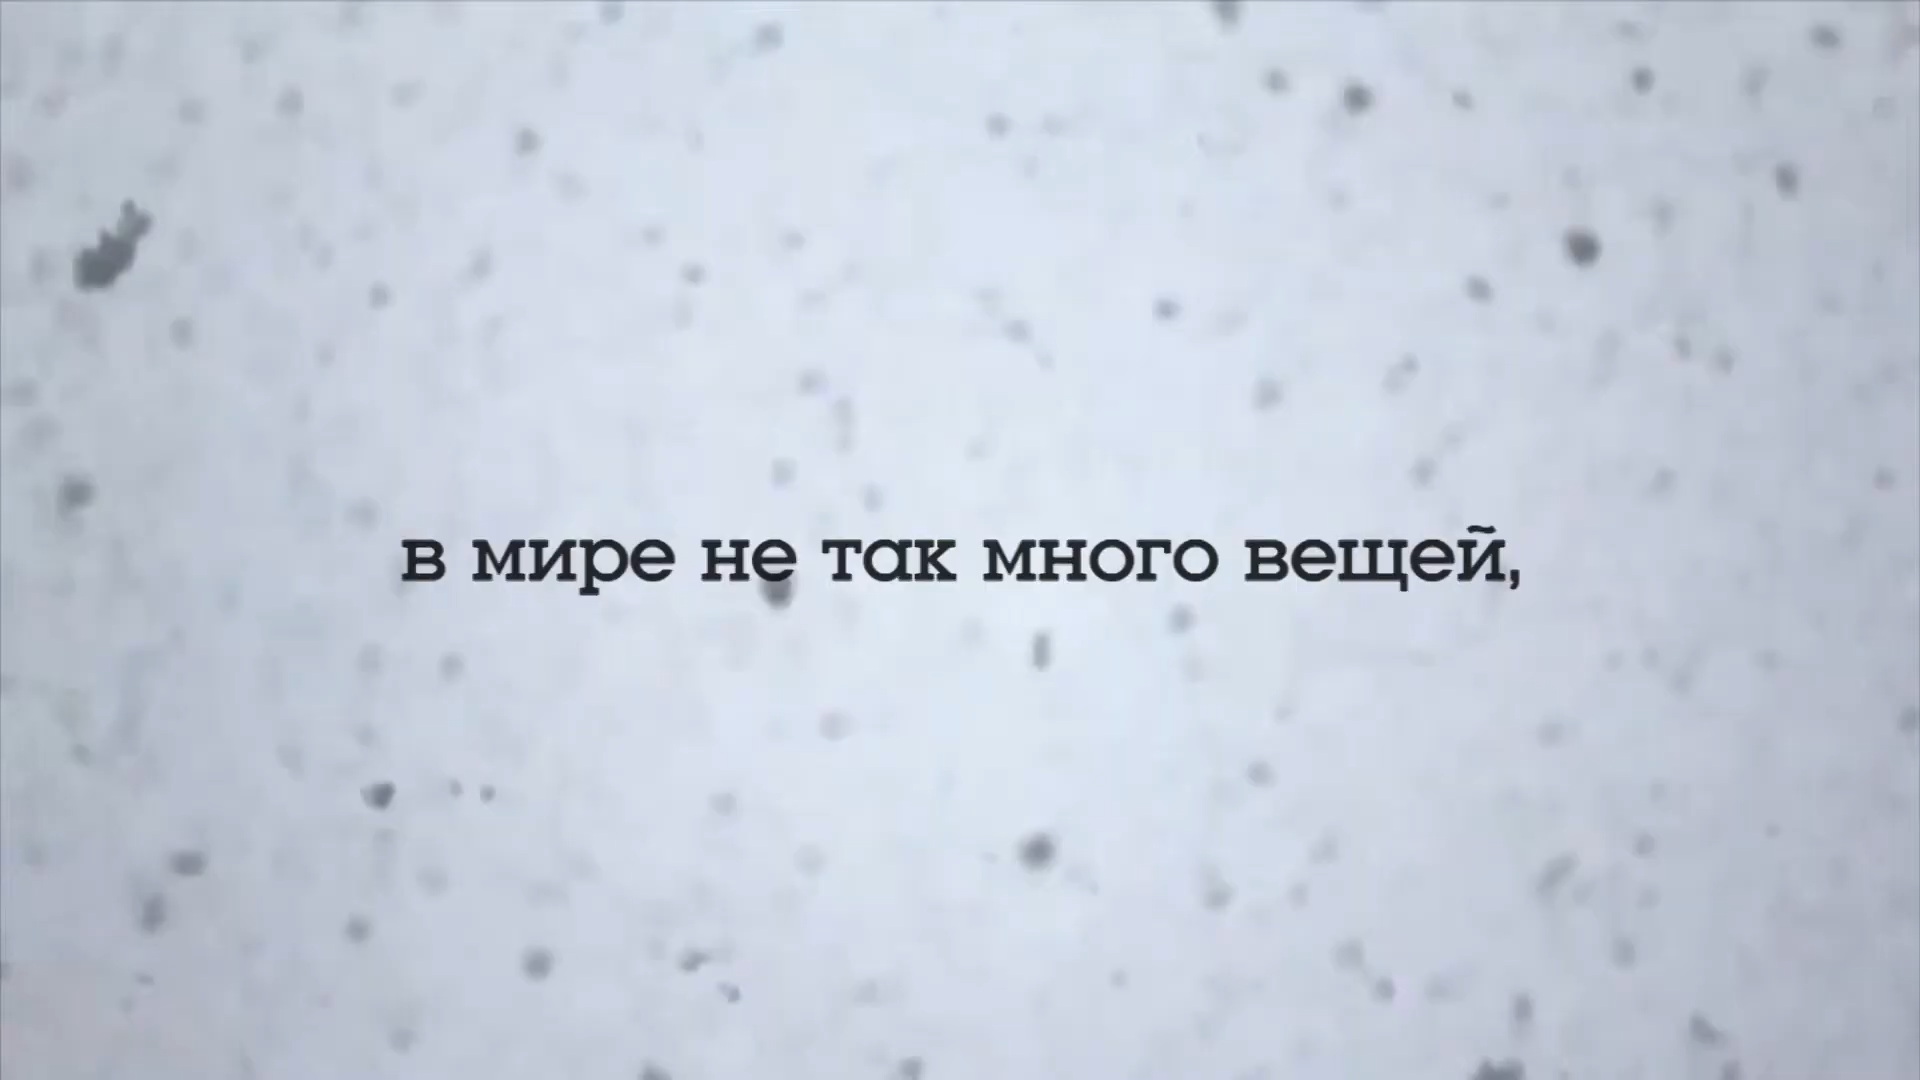 в мире не так много вещей,